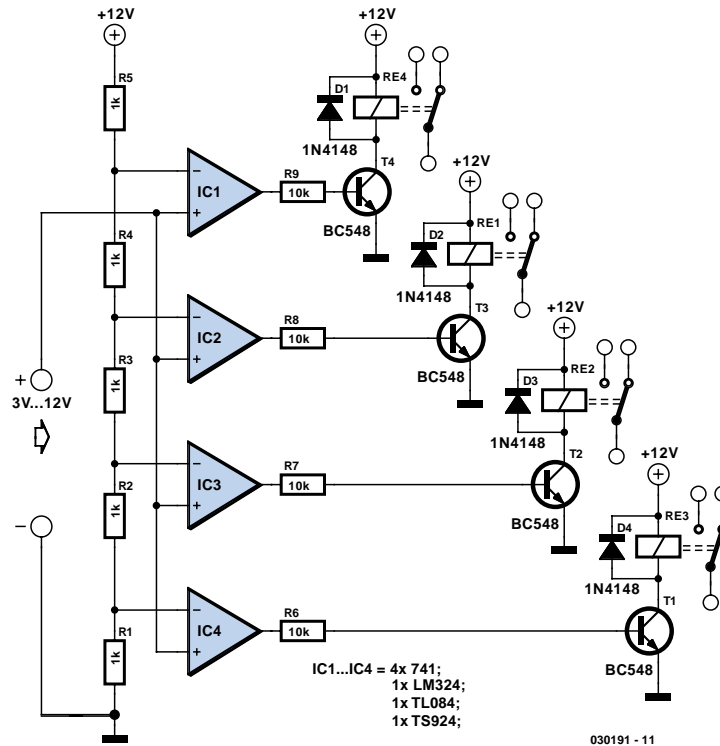 +12V
+12V
R5
1k
D1
RE4
1N4148
T4
+12V
R9
10k
IC1
−
+
BC548
D2
RE1
1N4148
R4
1k
T3
+12V
R8
10k
IC2
−
+
BC548
D3
RE2
R3
1k
+
3V...12V
1N4148
T2
+12V
R7
10k
IC3
−
+
BC548
D4
RE3
R2
1k
−
1N4148
T1
R6
10k
IC4
−
+
BC548
R1
1k
IC1...IC4 = 4x 741;
1x LM324;
1x TL084;
1x TS924;
030191 - 11